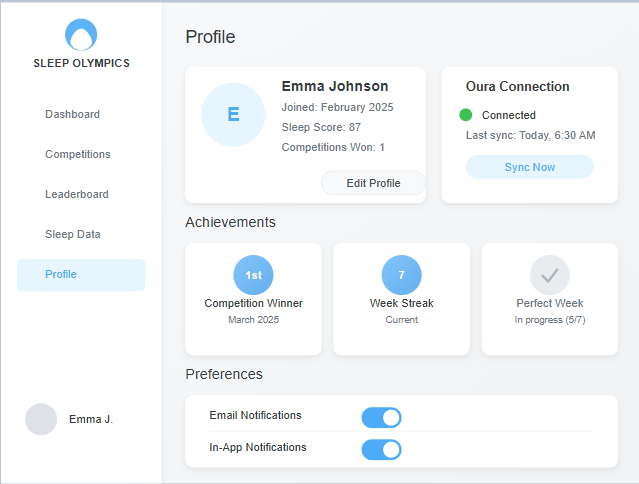 SLEEP OLYMPICS
Dashboard
Competitions
Leaderboard
Sleep Data
Profile
Emma J.
Profile
E
Emma Johnson
Joined: February 2025
Sleep Score: 87
Competitions Won: 1
Edit Profile
Oura Connection
Connected
Last sync: Today, 6:30 AM
Sync Now
Achievements
1st
Competition Winner
March 2025
7
Week Streak
Current
Perfect Week
In progress (5/7)
Preferences
Email Notifications
In-App Notifications